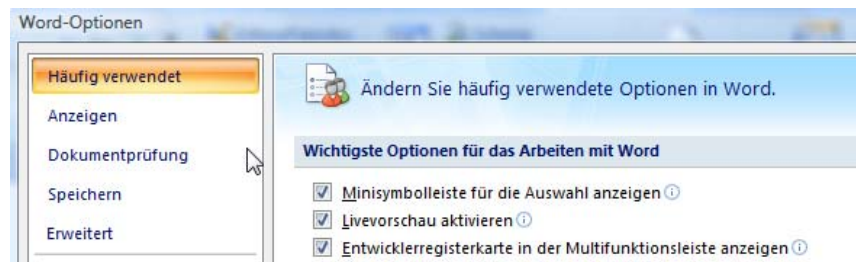 Word-Optionen
Häufig verwendet
Anzeigen
Dokumentprüfung
Speichern
Erweitert
Ändern Sie häufig verwendete Optionen in Word.
Wichtigste Optionen für das Arbeiten mit Word
Minisymbolleiste für die Auswahl anzeigen
Livevorschau aktivieren
Entwicklerregisterkarte in der Multifunktionsleiste anzeigen